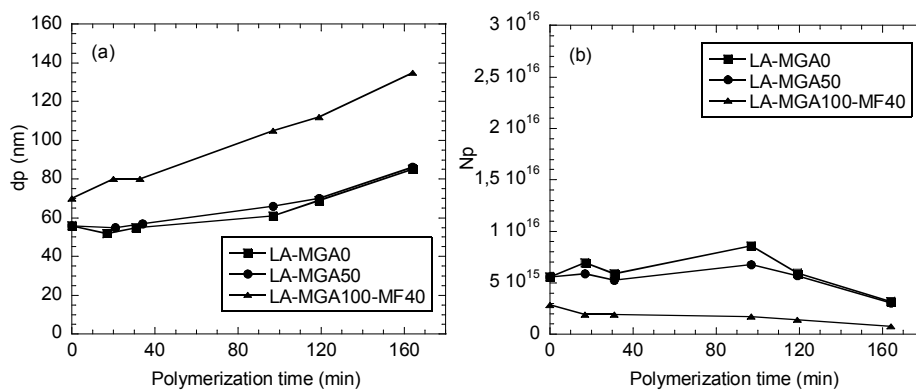 (a)
160
140
120
100
80
60
40
20
0
dp (nm)
LA-MGA0
LA-MGA50
LA-MGA100-MF40
0 40 80 120 160
Polymerization time (min)
(b)
3 10^16
2,5 10^16
2 10^16
1,5 10^16
1 10^16
5 10^15
0
Np
LA-MGA0
LA-MGA50
LA-MGA100-MF40
0 40 80 120 160
Polymerization time (min)